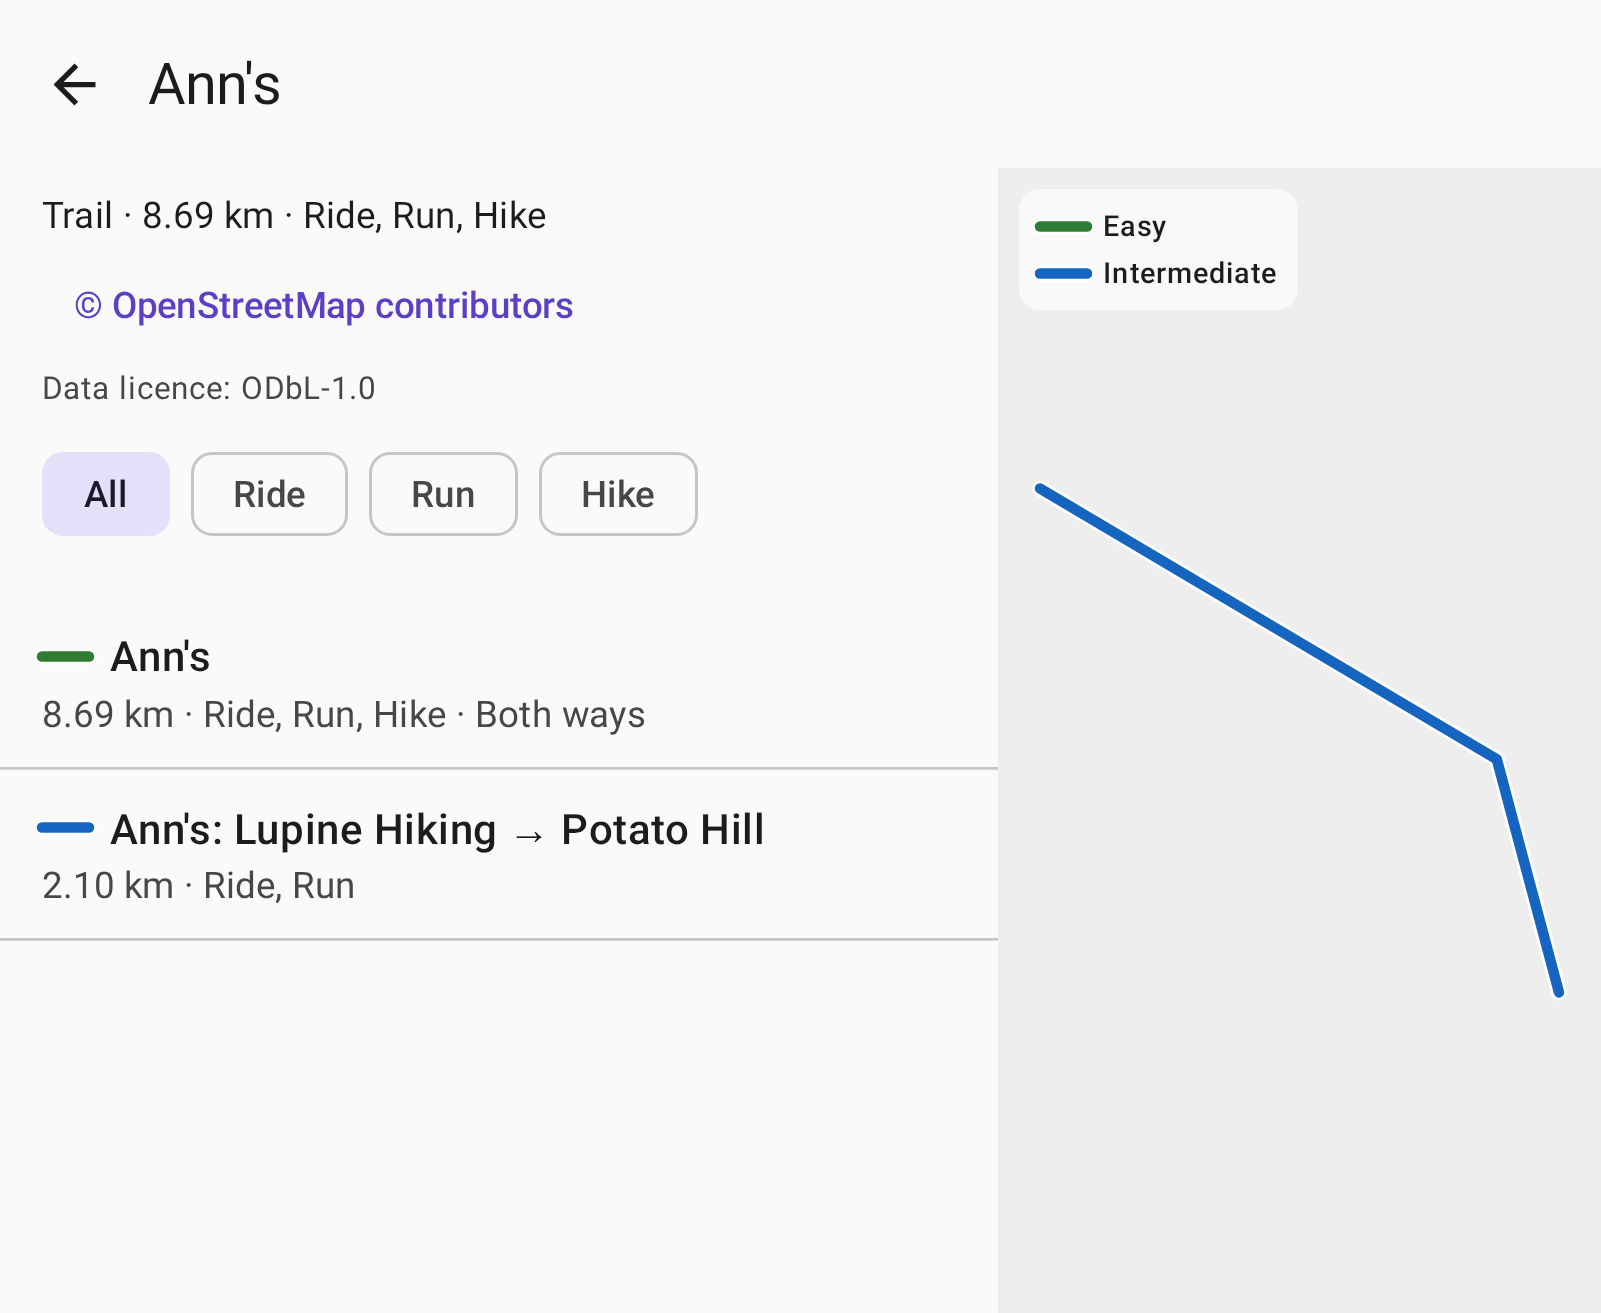 Ann's
Trail · 8.69 km · Ride, Run, Hike
© OpenStreetMap contributors
Data licence: ODbL-1.0
All
Ride
Run
Hike
Ann's
8.69 km · Ride, Run, Hike · Both ways
Ann's: Lupine Hiking → Potato Hill
2.10 km · Ride, Run
Easy
Intermediate